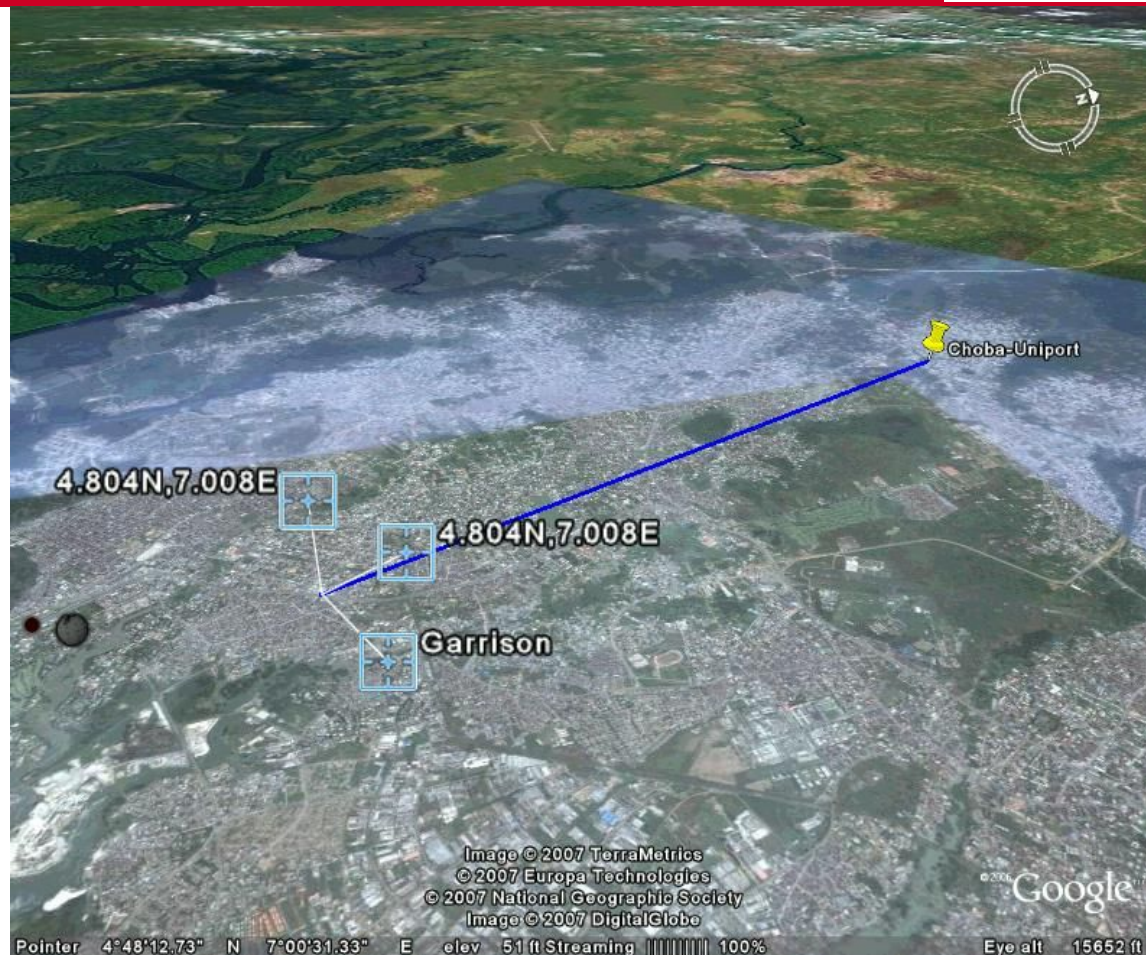 N
Choba-Uniport
4.804N,7.008E
4.804N,7.008E
Garrison
Image © 2007 TerraMetrics
© 2007 Europa Technologies
© 2007 National Geographic Society
Image © 2007 DigitalGlobe
© 2006 Google
Pointer 4°48'12.73" N 7°00'31.33" E elev 51 ft Streaming |||||||||| 100% Eye alt 15652 ft